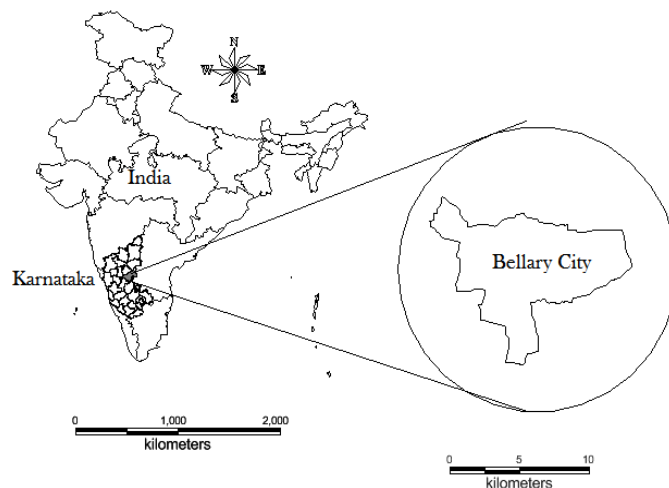 N
W E
S
India
Karnataka
Bellary City
0 1,000 2,000
kilometers
0 5 10
kilometers